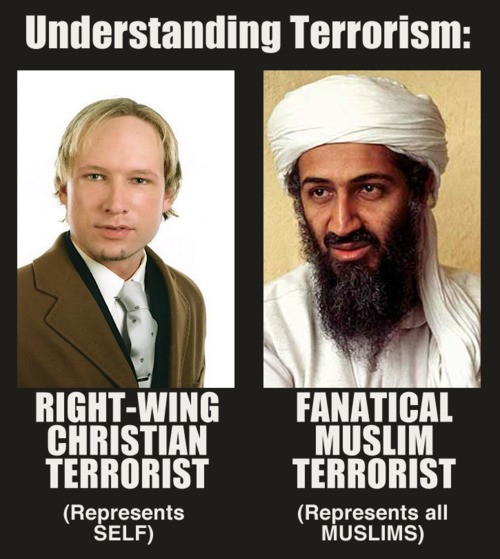 Understanding Terrorism:
RIGHT-WING
CHRISTIAN
TERRORIST
(Represents
SELF)
FANATICAL
MUSLIM
TERRORIST
(Represents all
MUSLIMS)